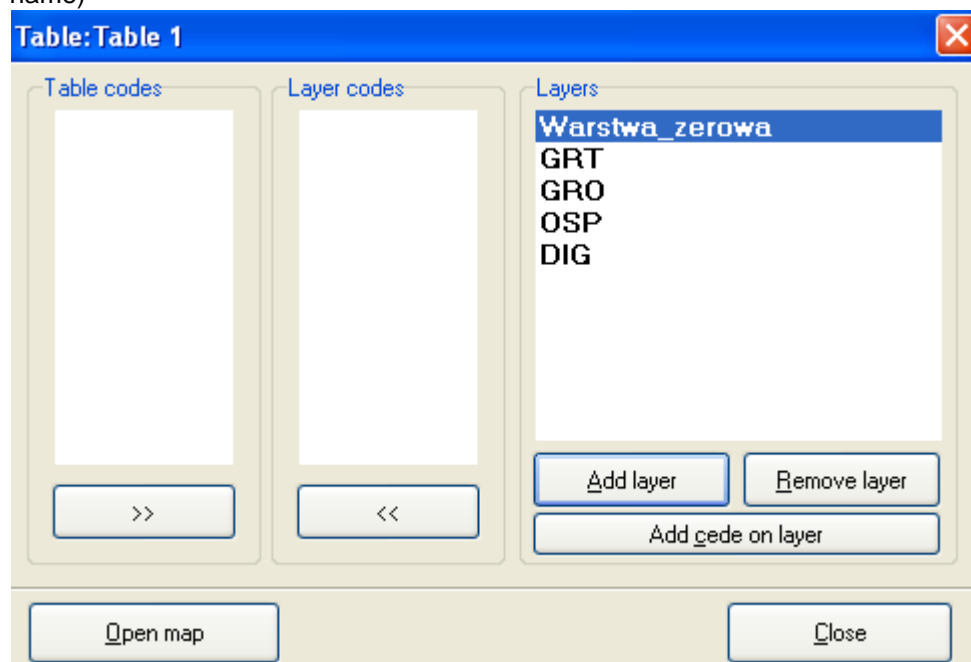 name)
Table: Table 1
Table codes
Layer codes
Layers
Warstwa_zerowa
GRT
GRO
OSP
DIG
Add layer
Remove layer
>>
<<
Add cede on layer
Open map
Close